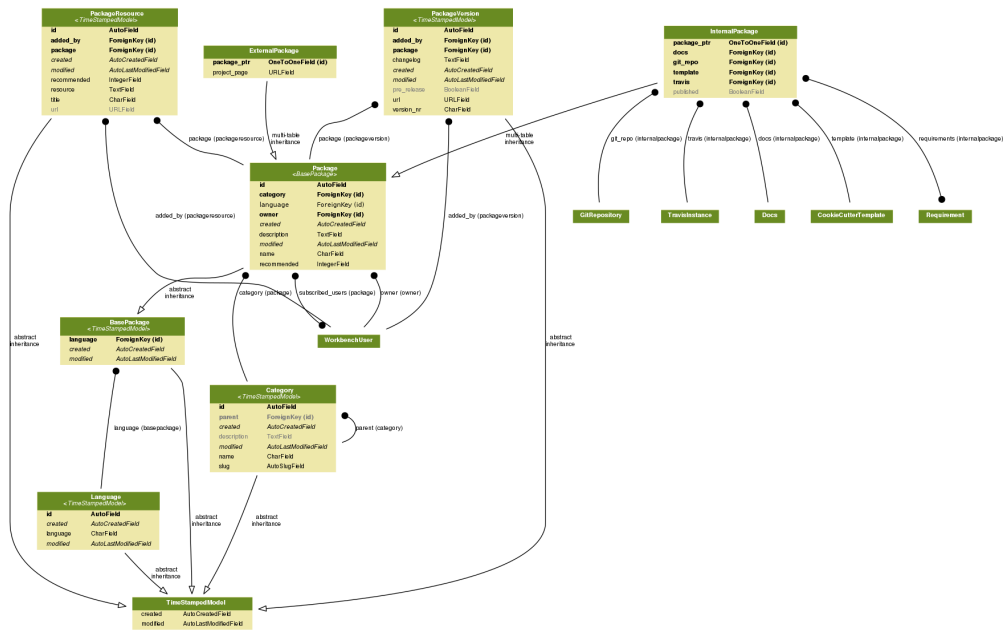 PackageResource
<TimeStampedModel>
id AutoField
added_by ForeignKey (id)
package ForeignKey (id)
created AutoCreatedField
modified AutoLastModifiedField
recommended IntegerField
resource TextField
title CharField
url URLField
ExternalPackage
package_ptr OneToOneField (id)
project_page URLField
PackageVersion
<TimeStampedModel>
id AutoField
added_by ForeignKey (id)
package ForeignKey (id)
changelog TextField
created AutoCreatedField
modified AutoLastModifiedField
pre_release BooleanField
url URLField
version_nr CharField
InternalPackage
package_ptr OneToOneField (id)
docs ForeignKey (id)
git_repo ForeignKey (id)
template ForeignKey (id)
travis ForeignKey (id)
published BooleanField
package (packageresource)
multi-table
inheritance
package (packageversion)
multi-table
inheritance
git_repo (internalpackage)
travis (internalpackage)
docs (internalpackage)
template (internalpackage)
requirements (internalpackage)
Package
<BasePackage>
id AutoField
category ForeignKey (id)
language ForeignKey (id)
owner ForeignKey (id)
created AutoCreatedField
description TextField
modified AutoLastModifiedField
name CharField
recommended IntegerField
added_by (packageresource)
added_by (packageversion)
GitRepository
TravisInstance
Docs
CookieCutterTemplate
Requirement
abstract
inheritance
category (package)
subscribed_users (package)
owner (owner)
BasePackage
<TimeStampedModel>
language ForeignKey (id)
created AutoCreatedField
modified AutoLastModifiedField
WorkbenchUser
abstract
inheritance
abstract
inheritance
Category
<TimeStampedModel>
id AutoField
parent ForeignKey (id)
created AutoCreatedField
description TextField
modified AutoLastModifiedField
name CharField
slug AutoSlugField
language (basepackage)
parent (category)
Language
<TimeStampedModel>
id AutoField
created AutoCreatedField
language CharField
modified AutoLastModifiedField
abstract
inheritance
abstract
inheritance
abstract
inheritance
TimeStampedModel
created AutoCreatedField
modified AutoLastModifiedField